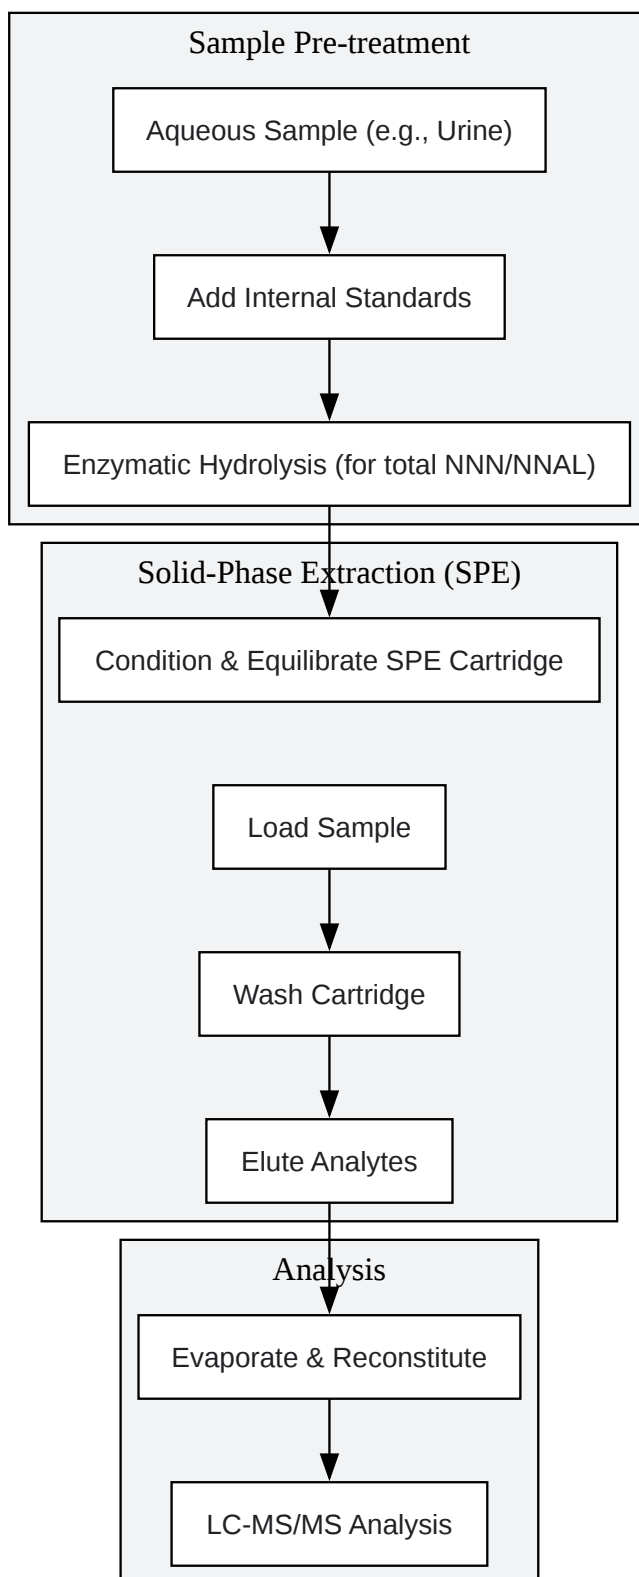 Sample Pre-treatment
Aqueous Sample (e.g., Urine)
Add Internal Standards
Enzymatic Hydrolysis (for total NNN/NNAL)
Solid-Phase Extraction (SPE)
Condition & Equilibrate SPE Cartridge
Load Sample
Wash Cartridge
Elute Analytes
Analysis
Evaporate & Reconstitute
LC-MS/MS Analysis